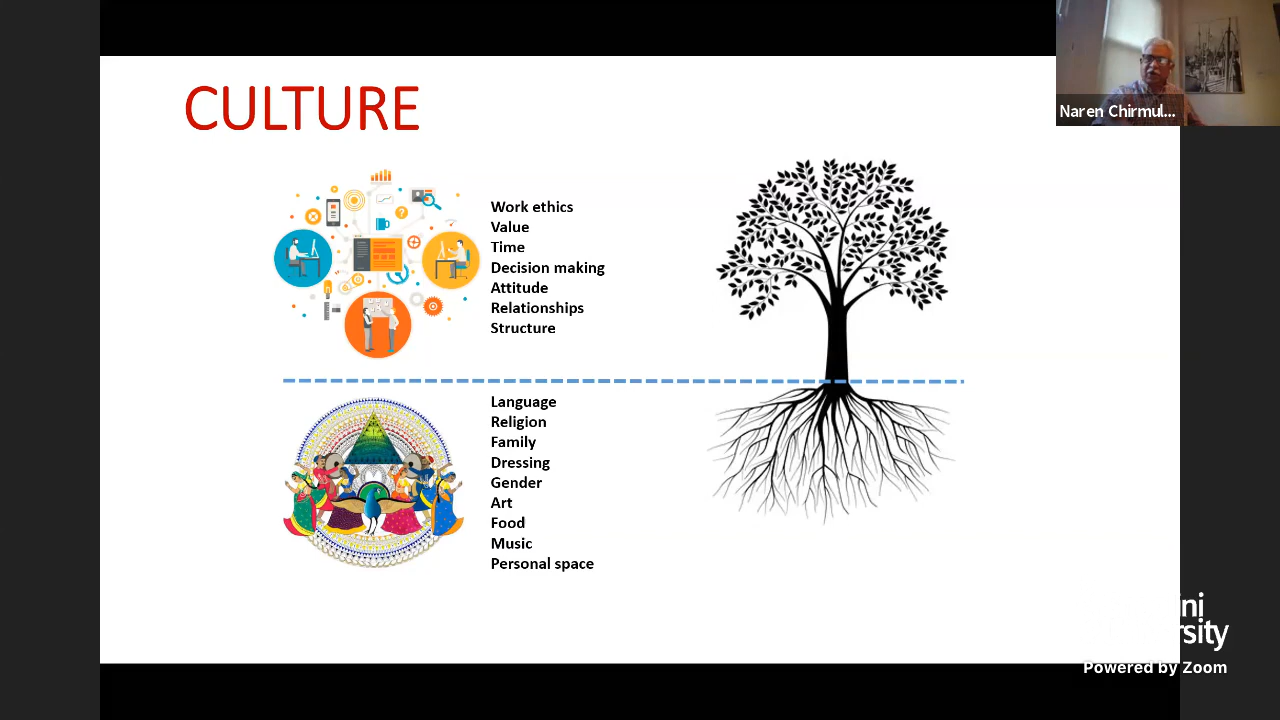 CULTURE
Naren Chirmul...
Work ethics
Value
Time
Decision making
Attitude
Relationships
Structure
Language
Religion
Family
Dressing
Gender
Art
Food
Music
Personal space
Powered by Zoom